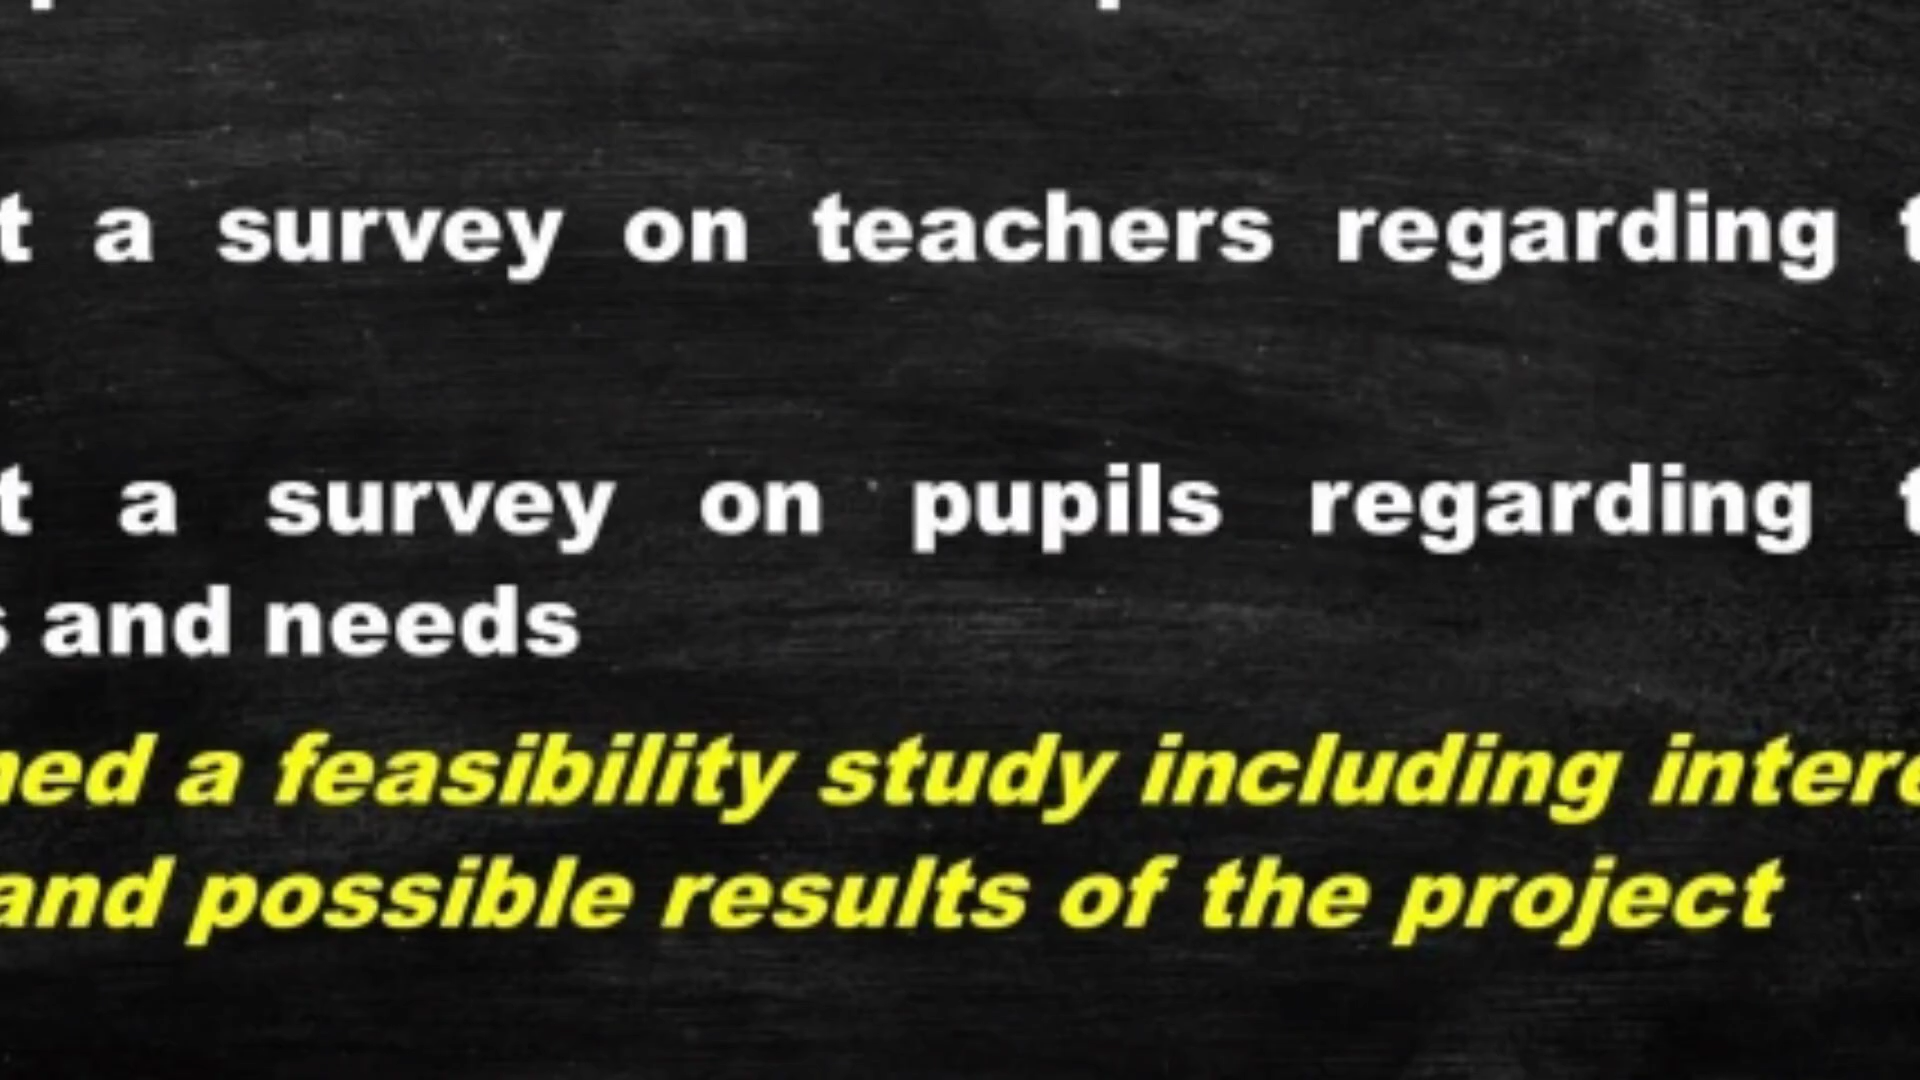 t a survey on teachers regarding t
t a survey on pupils regarding t
s and needs
ned a feasibility study including intere
and possible results of the project